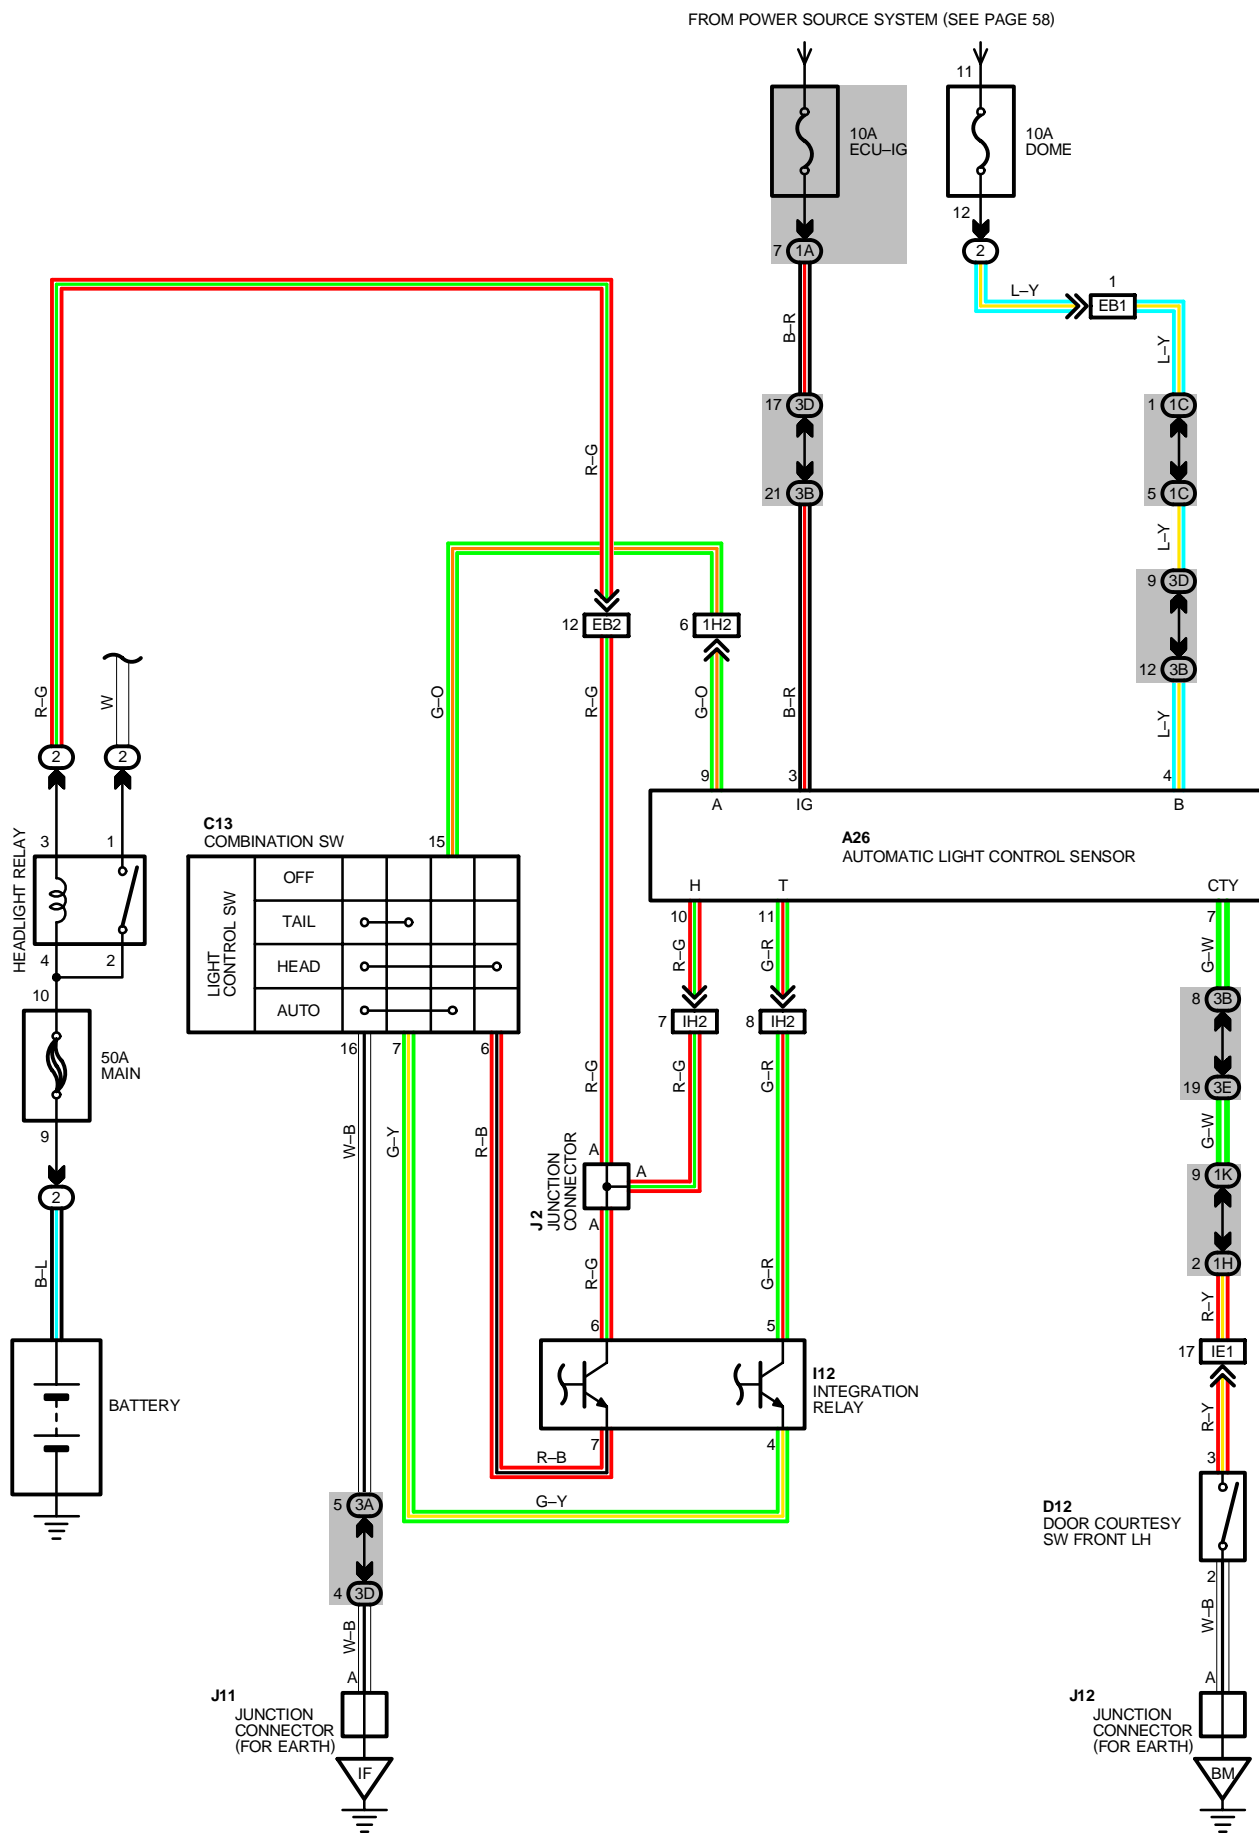 FROM POWER SOURCE SYSTEM (SEE PAGE 58)
11
10A
ECU–IG
10A
DOME
12
7 1A
2
L–Y
1
EB1
B–R
L–Y
17 3D
1 1C
R–G
21 3B
5 1C
L–Y
9 3D
12 EB2
6 1H2
12 3B
R–G
W
G–O
R–G
G–O
B–R
L–Y
2
2
9
3
4
A
IG
B
C13
COMBINATION SW
15
A26
AUTOMATIC LIGHT CONTROL SENSOR
3
1
HEADLIGHT RELAY
4
2
LIGHT
CONTROL SW
OFF
TAIL
HEAD
AUTO
H
T
CTY
10
11
7
R–G
G–R
G–W
10
7 IH2
8 IH2
8 3B
50A
MAIN
16
7
6
9
R–G
R–G
G–R
19 3E
W–B
G–Y
R–B
G–W
A
A
9 1K
2
J 2
JUNCTION
CONNECTOR
A
B–L
R–G
G–R
2 1H
R–Y
6
5
17 IE1
BATTERY
I12
INTEGRATION
RELAY
R–Y
7
4
R–B
3
G–Y
5 3A
D12
DOOR COURTESY
SW FRONT LH
4 3D
2
W–B
W–B
A
A
J11
JUNCTION
CONNECTOR
(FOR EARTH)
J12
JUNCTION
CONNECTOR
(FOR EARTH)
IF
BM